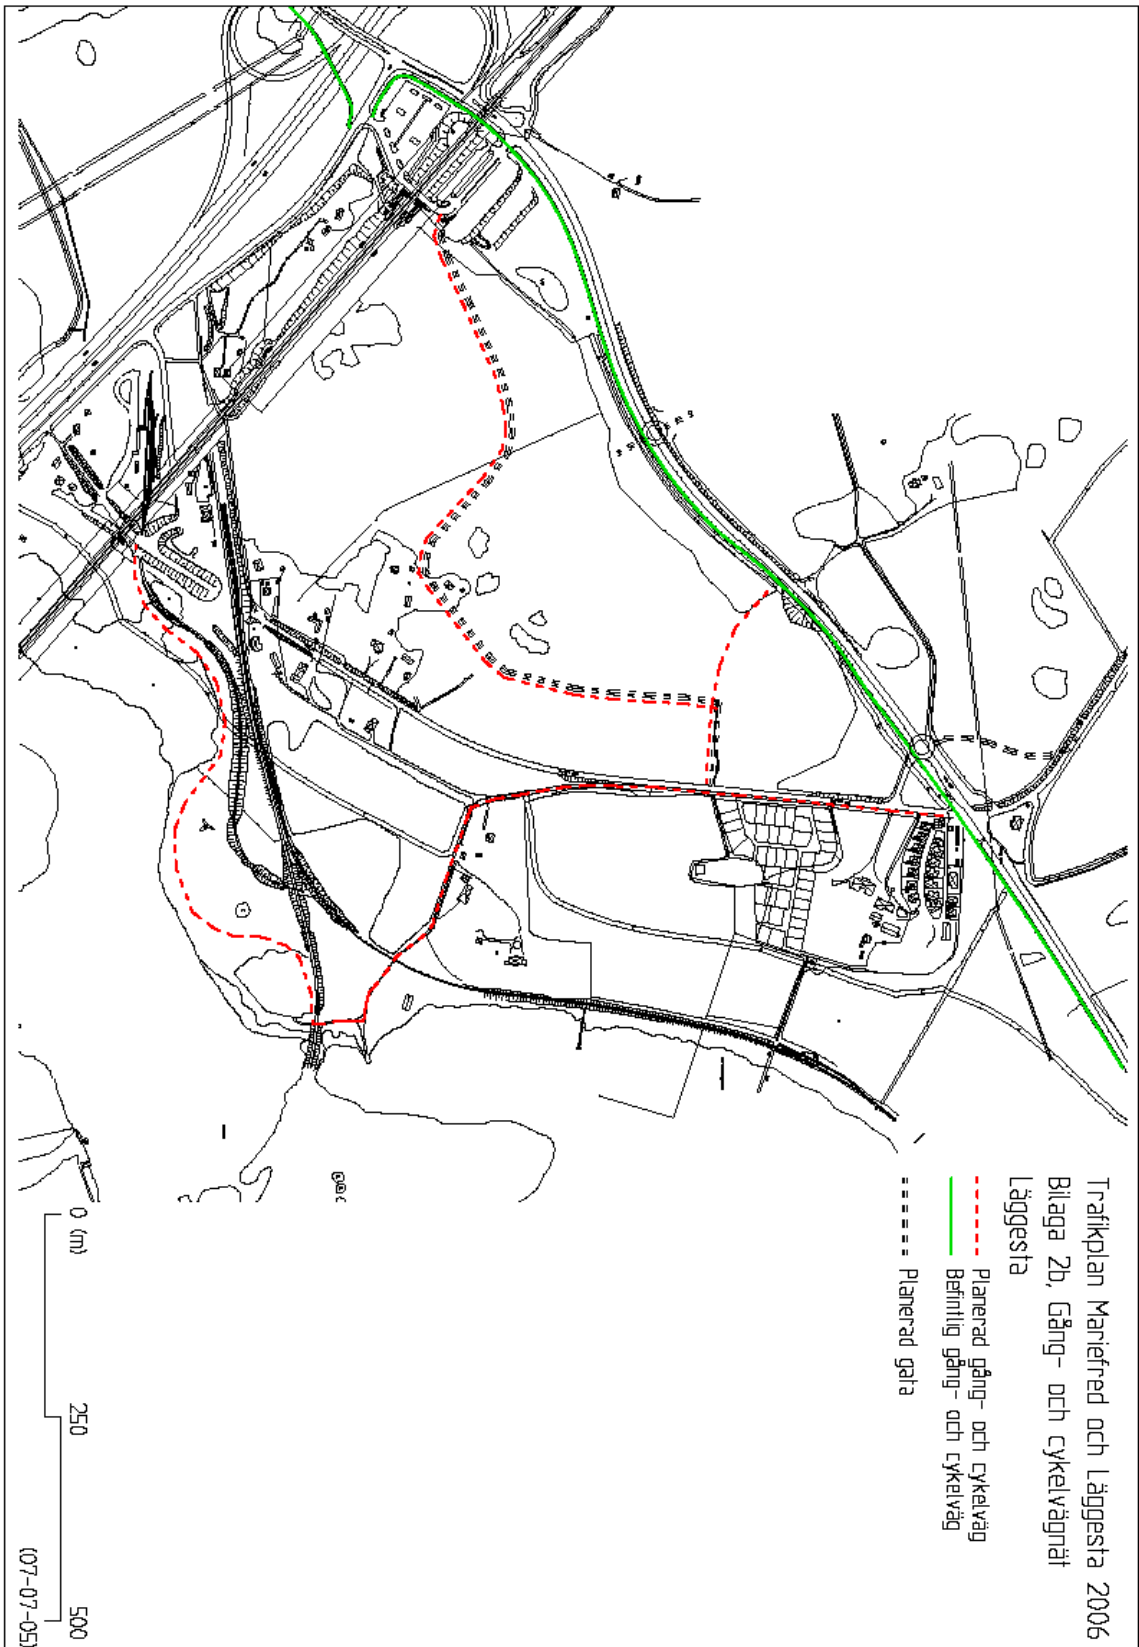 Trafikplan Mariefred och Läggesta 2006
Bilaga 2b, Gång- och cykelvägnät
Läggesta
Planerad gång- och cykelväg
Befintlig gång- och cykelväg
Planerad gata
0 (m)
250
500
(07-07-05)